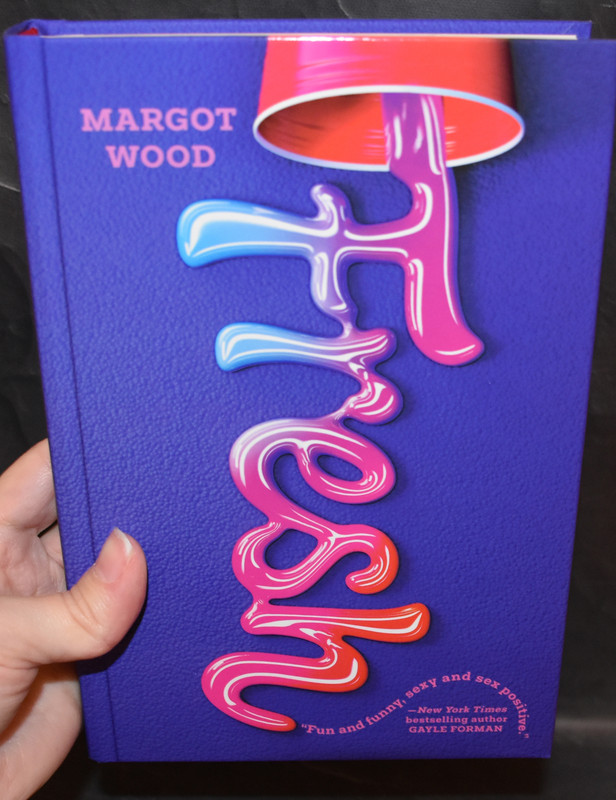 MARGOT
WOOD
Fresh
“Fun and funny, sexy and sex positive.”
—New York Times
bestselling author
GAYLE FORMAN